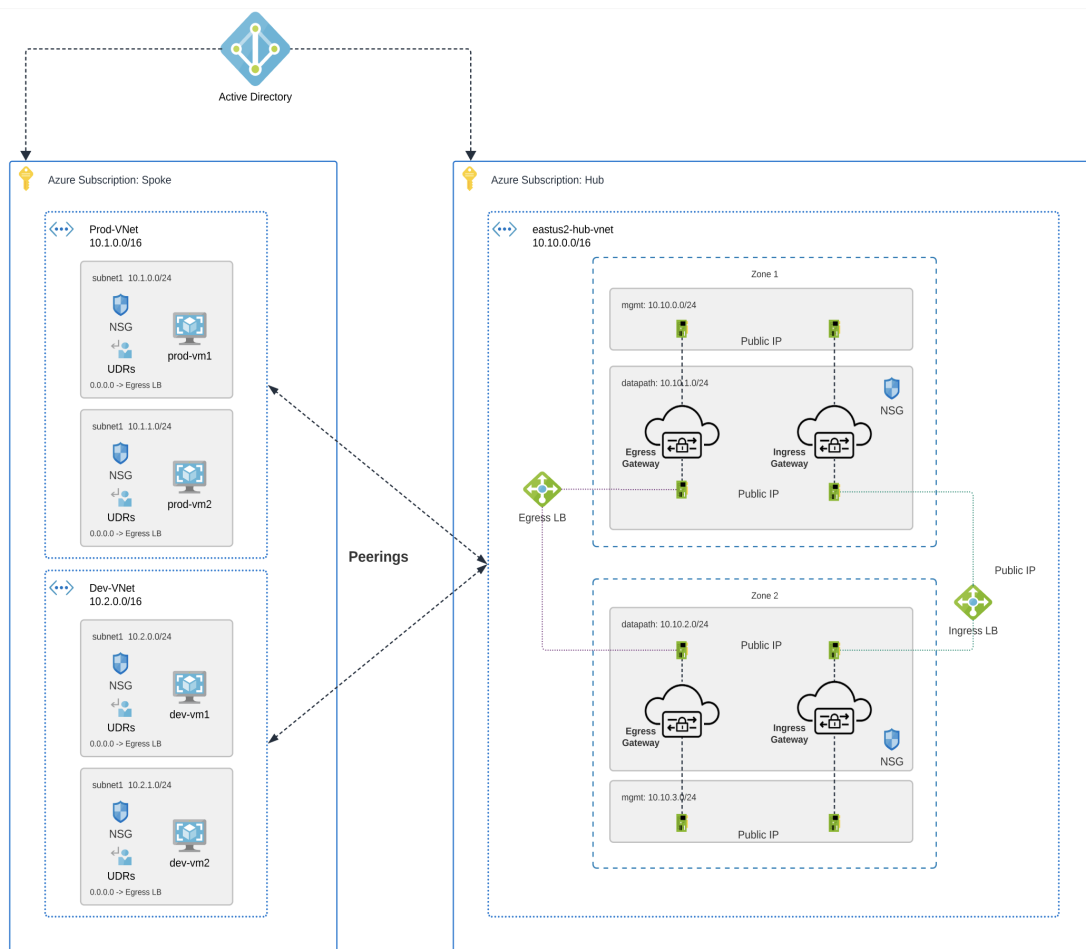 Active Directory
Azure Subscription: Spoke
Prod-VNet
10.1.0.0/16
subnet1 10.1.0.0/24
NSG
UDRs
prod-vm1
0.0.0.0 -> Egress LB
subnet1 10.1.1.0/24
NSG
UDRs
prod-vm2
0.0.0.0 -> Egress LB
Dev-VNet
10.2.0.0/16
subnet1 10.2.0.0/24
NSG
UDRs
dev-vm1
0.0.0.0 -> Egress LB
subnet1 10.2.1.0/24
NSG
UDRs
dev-vm2
0.0.0.0 -> Egress LB
Peerings
Azure Subscription: Hub
eastus2-hub-vnet
10.10.0.0/16
Zone 1
mgmt: 10.10.0.0/24
Public IP
datapath: 10.10.1.0/24
NSG
Egress
Gateway
Ingress
Gateway
Public IP
Egress LB
Zone 2
datapath: 10.10.2.0/24
Public IP
Egress
Gateway
Ingress
Gateway
NSG
mgmt: 10.10.3.0/24
Public IP
Public IP
Ingress LB